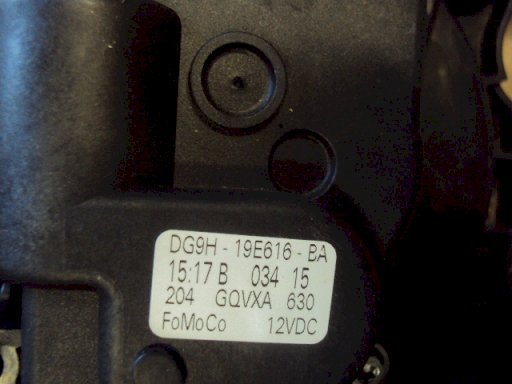 DG9H - 19E616 - BA
15:17 B 034 15
204 GQVXA 630
FoMoCo 12VDC